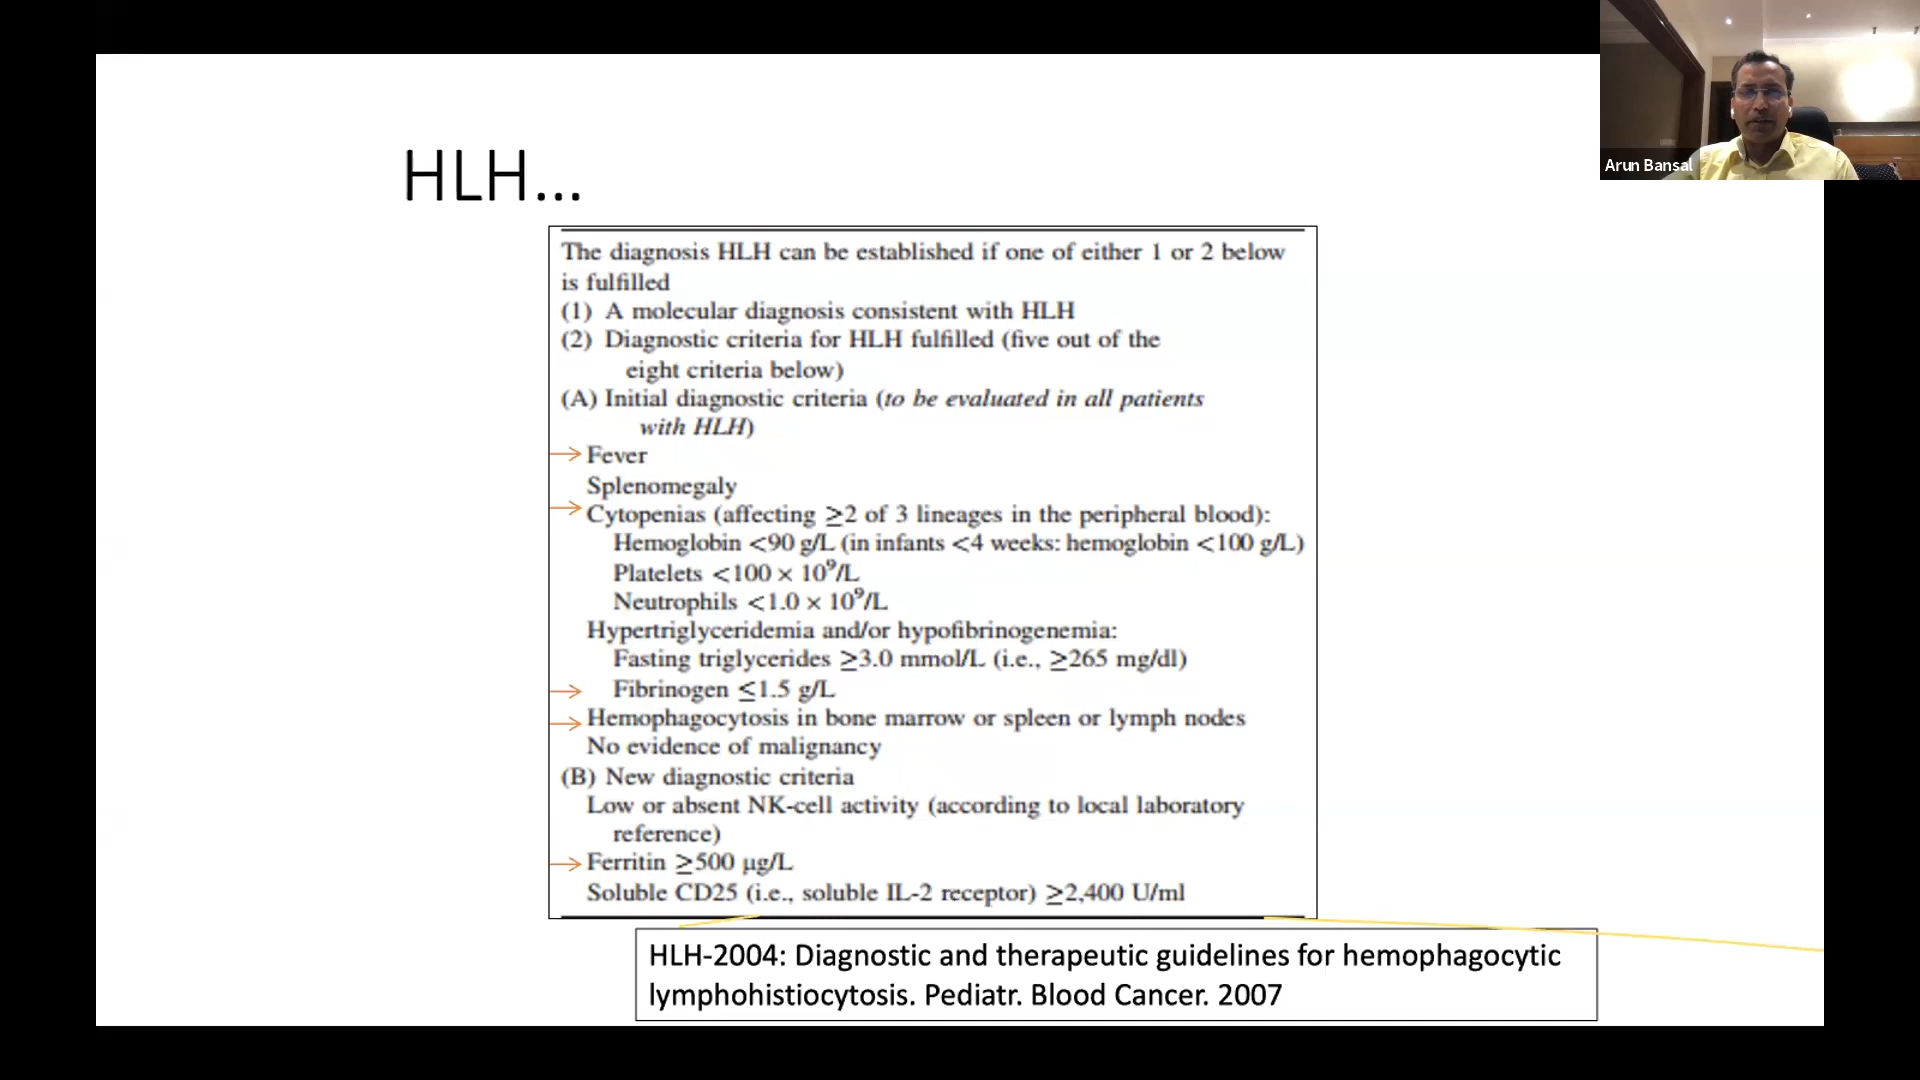 Arun Bansal
HLH...
The diagnosis HLH can be established if one of either 1 or 2 below
is fulfilled
(1) A molecular diagnosis consistent with HLH
(2) Diagnostic criteria for HLH fulfilled (five out of the
eight criteria below)
(A) Initial diagnostic criteria (to be evaluated in all patients
with HLH)
Fever
Splenomegaly
Cytopenias (affecting ≥2 of 3 lineages in the peripheral blood):
Hemoglobin <90 g/L (in infants <4 weeks: hemoglobin <100 g/L)
Platelets <100 × 10⁹/L
Neutrophils <1.0 × 10⁹/L
Hypertriglyceridemia and/or hypofibrinogenemia:
Fasting triglycerides ≥3.0 mmol/L (i.e., ≥265 mg/dl)
Fibrinogen ≤1.5 g/L
Hemophagocytosis in bone marrow or spleen or lymph nodes
No evidence of malignancy
(B) New diagnostic criteria
Low or absent NK-cell activity (according to local laboratory
reference)
Ferritin ≥500 μg/L
Soluble CD25 (i.e., soluble IL-2 receptor) ≥2,400 U/ml
HLH-2004: Diagnostic and therapeutic guidelines for hemophagocytic
lymphohistiocytosis. Pediatr. Blood Cancer. 2007